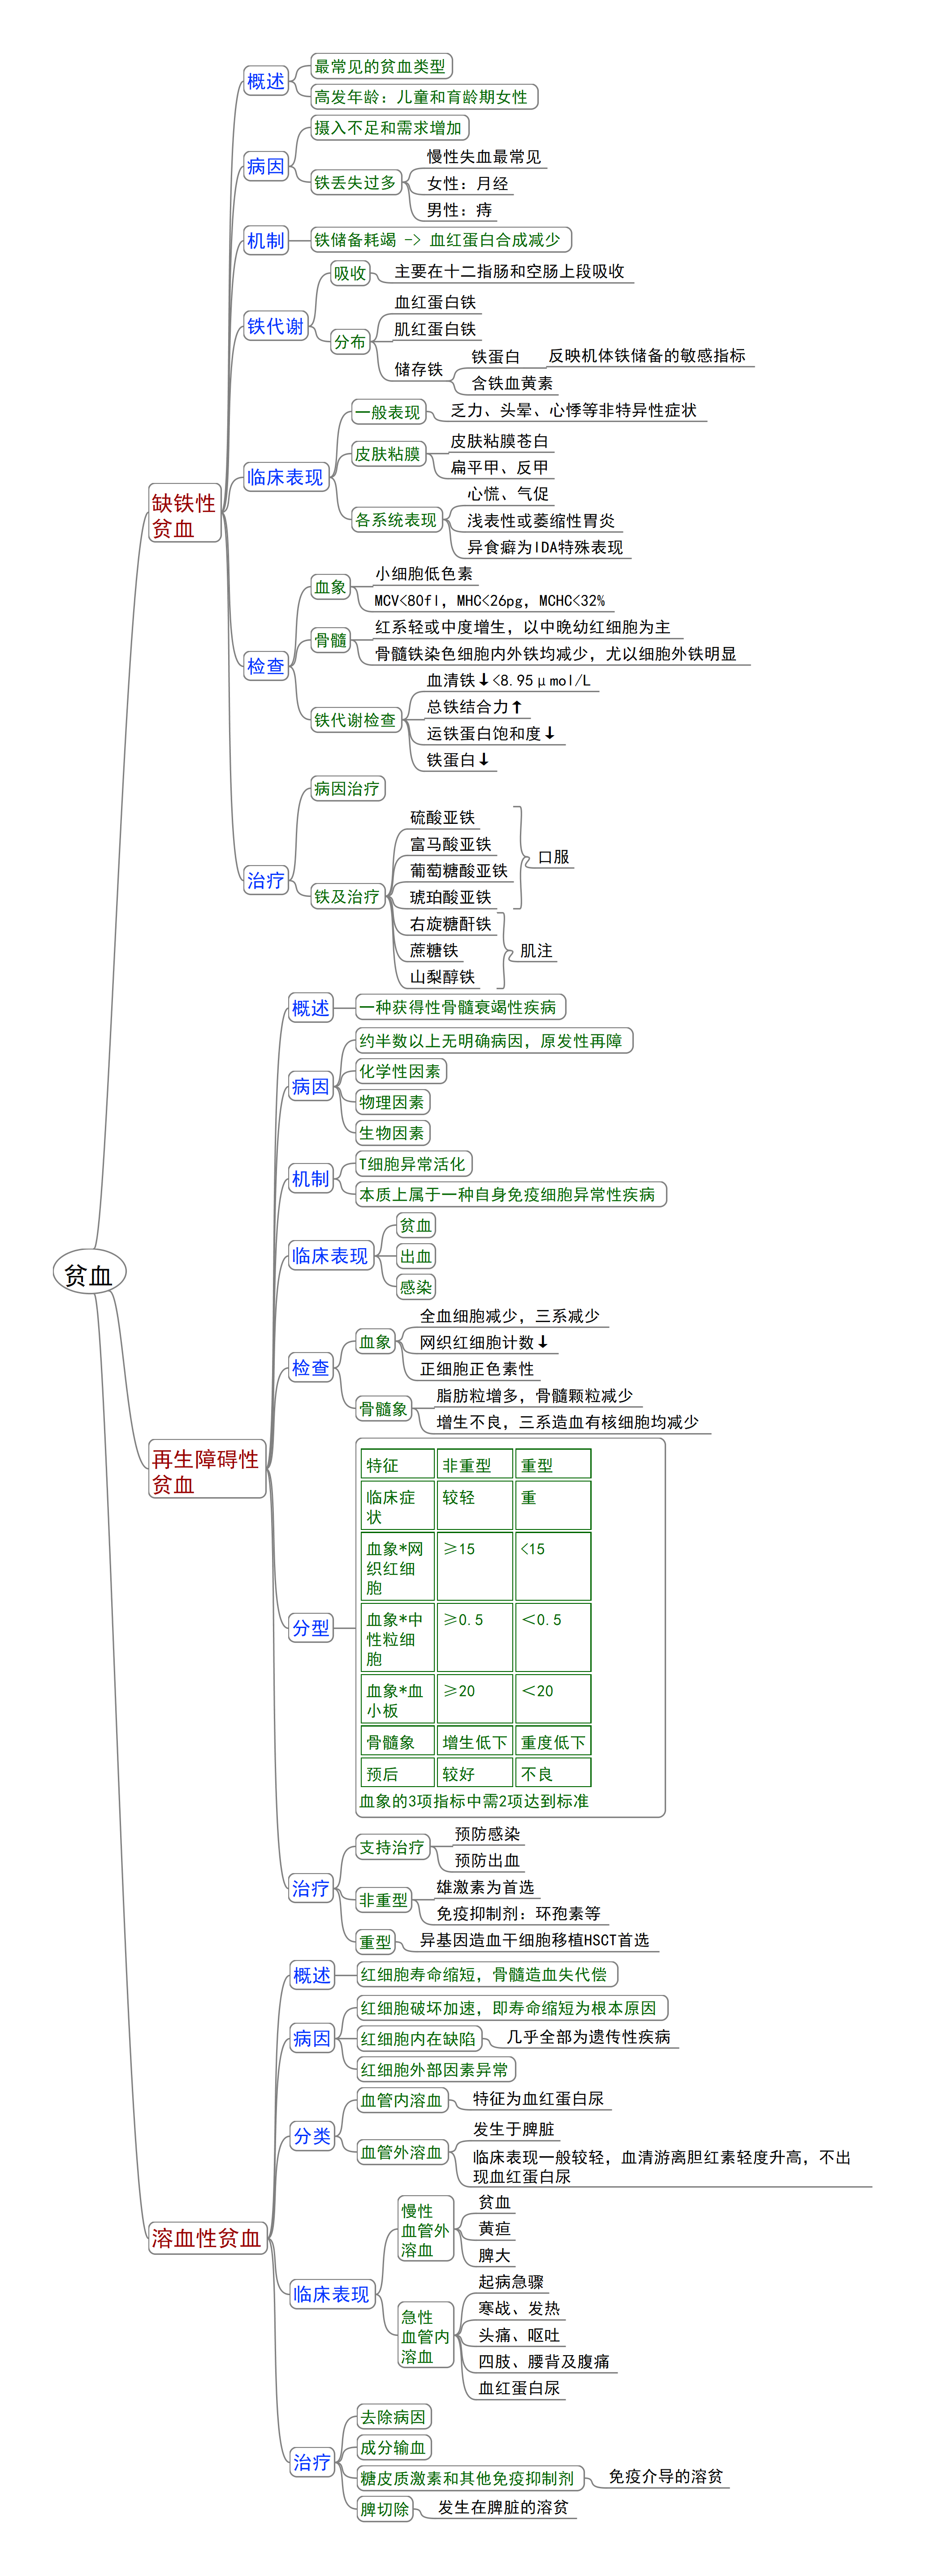 贫血
缺铁性
贫血
概述
最常见的贫血类型
高发年龄：儿童和育龄期女性
病因
摄入不足和需求增加
铁丢失过多
慢性失血最常见
女性：月经
男性：痔
机制
铁储备耗竭 -> 血红蛋白合成减少
铁代谢
吸收
主要在十二指肠和空肠上段吸收
分布
血红蛋白铁
肌红蛋白铁
储存铁
铁蛋白
反映机体铁储备的敏感指标
含铁血黄素
临床表现
一般表现
乏力、头晕、心悸等非特异性症状
皮肤粘膜
皮肤粘膜苍白
扁平甲、反甲
各系统表现
心慌、气促
浅表性或萎缩性胃炎
异食癖为IDA特殊表现
检查
血象
小细胞低色素
MCV<80fl，MHC<26pg，MCHC<32%
骨髓
红系轻或中度增生，以中晚幼红细胞为主
骨髓铁染色细胞内外铁均减少，尤以细胞外铁明显
铁代谢检查
血清铁↓<8.95μmol/L
总铁结合力↑
运铁蛋白饱和度↓
铁蛋白↓
治疗
病因治疗
铁及治疗
硫酸亚铁
富马酸亚铁
葡萄糖酸亚铁
琥珀酸亚铁
口服
右旋糖酐铁
蔗糖铁
山梨醇铁
肌注
再生障碍性
贫血
概述
一种获得性骨髓衰竭性疾病
病因
约半数以上无明确病因，原发性再障
化学性因素
物理因素
生物因素
机制
T细胞异常活化
本质上属于一种自身免疫细胞异常性疾病
临床表现
贫血
出血
感染
检查
血象
全血细胞减少，三系减少
网织红细胞计数↓
正细胞正色素性
骨髓象
脂肪粒增多，骨髓颗粒减少
增生不良，三系造血有核细胞均减少
分型
特征 非重型 重型
临床症 较轻 重
状
血象*网 ≥15 <15
织红细
胞
血象*中 ≥0.5 <0.5
性粒细
胞
血象*血 ≥20 <20
小板
骨髓象 增生低下 重度低下
预后 较好 不良
血象的3项指标中需2项达到标准
治疗
支持治疗
预防感染
预防出血
非重型
雄激素为首选
免疫抑制剂：环孢素等
重型
异基因造血干细胞移植HSCT首选
溶血性贫血
概述
红细胞寿命缩短，骨髓造血失代偿
病因
红细胞破坏加速，即寿命缩短为根本原因
红细胞内在缺陷
几乎全部为遗传性疾病
红细胞外部因素异常
分类
血管内溶血
特征为血红蛋白尿
血管外溶血
发生于脾脏
临床表现一般较轻，血清游离胆红素轻度升高，不出
现血红蛋白尿
临床表现
慢性
血管外
溶血
贫血
黄疸
脾大
急性
血管内
溶血
起病急骤
寒战、发热
头痛、呕吐
四肢、腰背及腹痛
血红蛋白尿
治疗
去除病因
成分输血
糖皮质激素和其他免疫抑制剂
免疫介导的溶贫
脾切除
发生在脾脏的溶贫